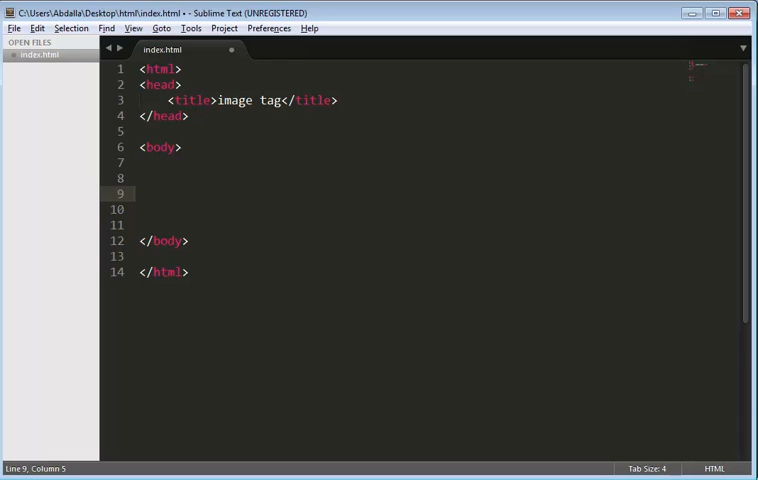 C:\Users\Abdalla\Desktop\html\index.html • - Sublime Text (UNREGISTERED)
File Edit Selection Find View Goto Tools Project Preferences Help
OPEN FILES
index.html
index.html
1 <html>
2 <head>
3 <title>image tag</title>
4 </head>
5
6 <body>
7
8
9
10
11
12 </body>
13
14 </html>
Line 9, Column 5 Tab Size: 4 HTML